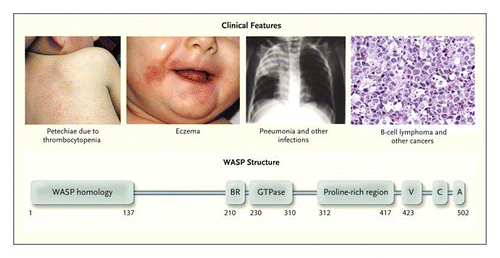 Clinical Features
Petechiae due to
thrombocytopenia
Eczema
Pneumonia and other
infections
B-cell lymphoma and
other cancers
WASP Structure
WASP homology
BR
GTPase
Proline-rich region
V
C
A
1
137
210
230
310
312
417
423
502